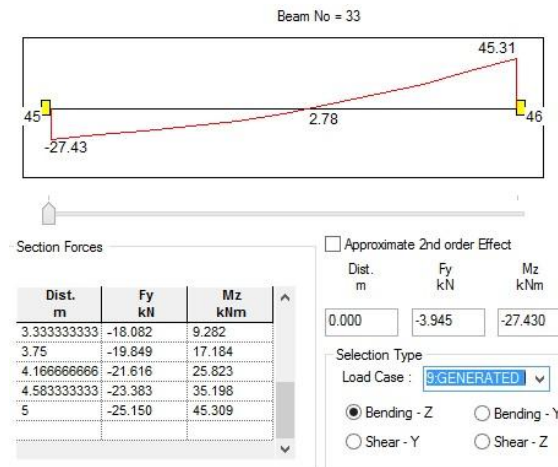 Beam No = 33
45.31
45
2.78
46
-27.43
Section Forces
Dist. m Fy kN Mz kNm
3.333333333 -18.082 9.282
3.75 -19.849 17.184
4.166666666 -21.616 25.823
4.583333333 -23.383 35.198
5 -25.150 45.309
Approximate 2nd order Effect
Dist. m Fy kN Mz kNm
0.000 -3.945 -27.430
Selection Type
Load Case : 9:GENERATED I
Bending - Z Bending - Y
Shear - Y Shear - Z